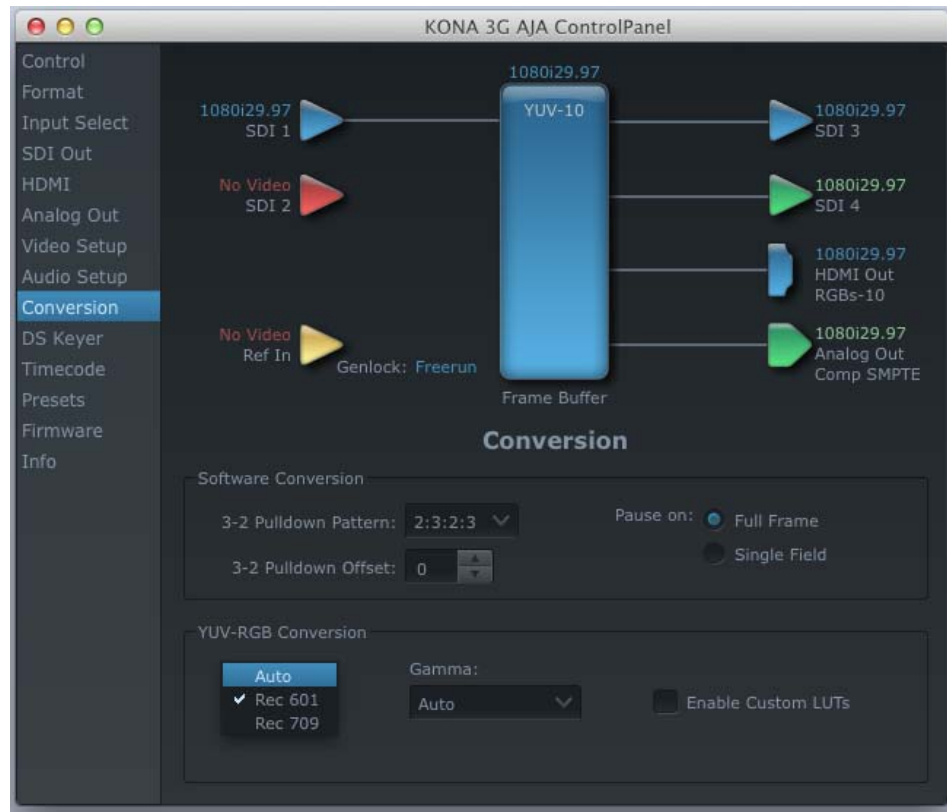 KONA 3G AJA ControlPanel
Control
Format
Input Select
SDI Out
HDMI
Analog Out
Video Setup
Audio Setup
Conversion
DS Keyer
Timecode
Presets
Firmware
Info
1080i29.97
YUV-10
Frame Buffer
1080i29.97
SDI 1
No Video
SDI 2
No Video
Ref In
Genlock: Freerun
1080i29.97
SDI 3
1080i29.97
SDI 4
1080i29.97
HDMI Out
RGBs-10
1080i29.97
Analog Out
Comp SMPTE
Conversion
Software Conversion
3-2 Pulldown Pattern: 2:3:2:3
3-2 Pulldown Offset: 0
Pause on: Full Frame
Single Field
YUV-RGB Conversion
Auto
Rec 601
Rec 709
Gamma:
Auto
Enable Custom LUTs